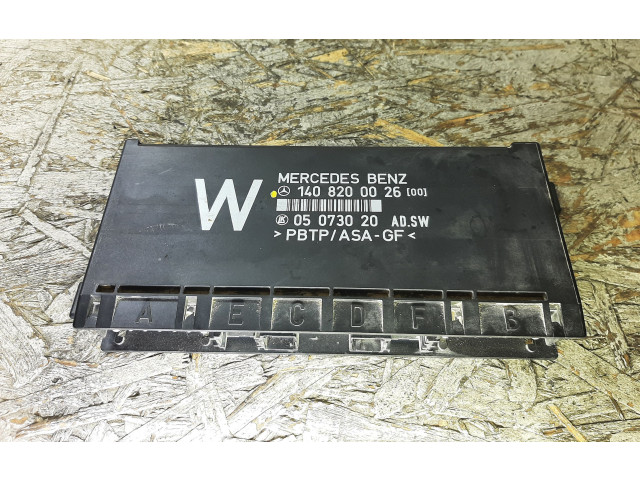 W
MERCEDES BENZ
140 820 00 26 [00]
05 0730 20 AD.SW
>PBTP/ASA-GF<
A E C D F B